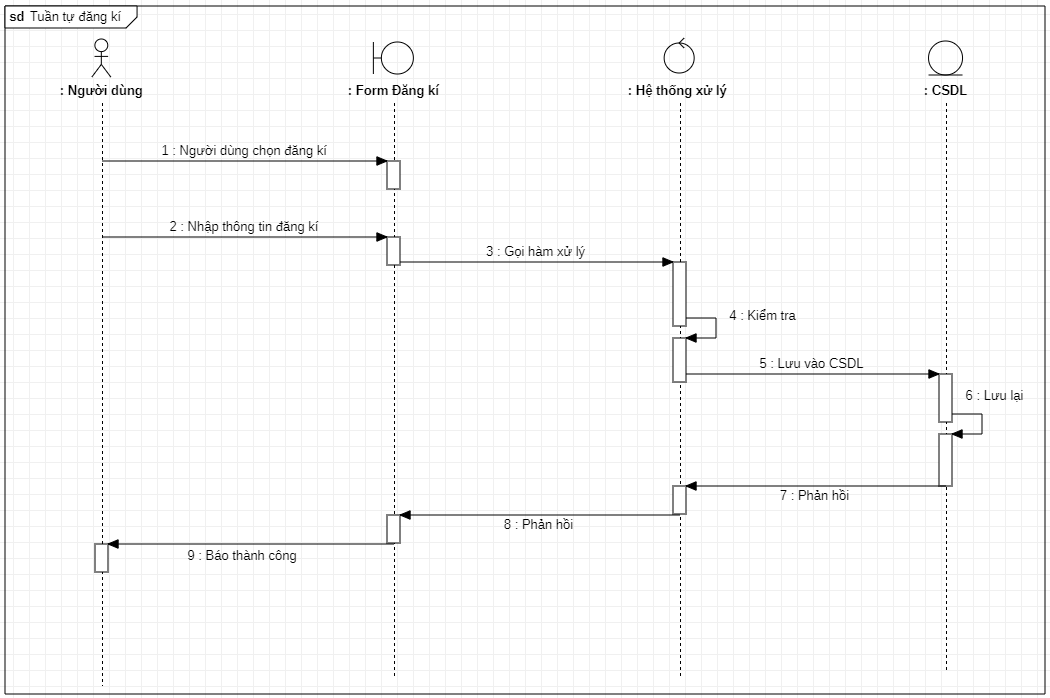 sd Tuần tự đăng kí
: Người dùng
: Form Đăng kí
: Hệ thống xử lý
: CSDL
1 : Người dùng chọn đăng kí
2 : Nhập thông tin đăng kí
3 : Gọi hàm xử lý
4 : Kiểm tra
5 : Lưu vào CSDL
6 : Lưu lại
7 : Phản hồi
8 : Phản hồi
9 : Báo thành công